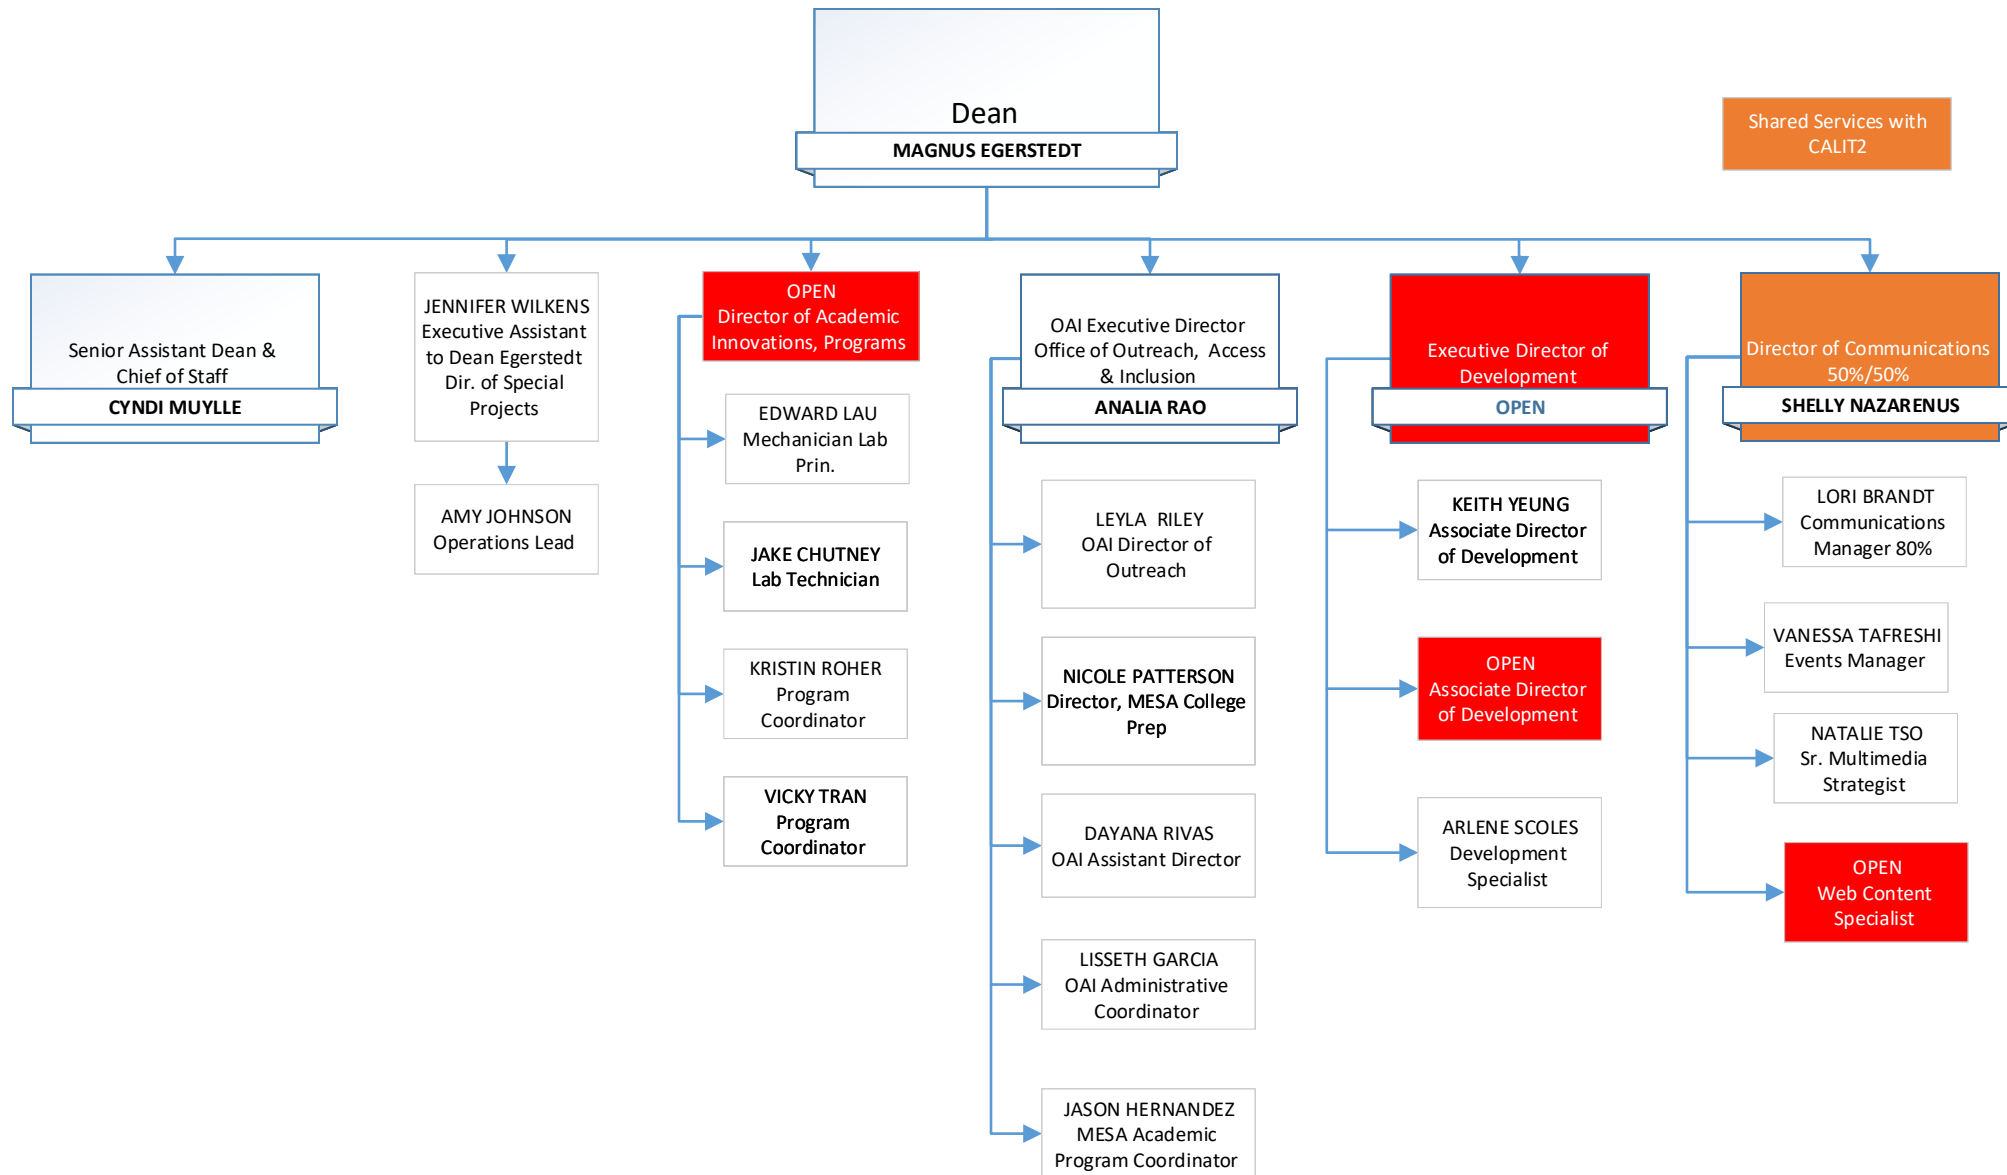 Dean
MAGNUS EGERSTEDT
Shared Services with
CALIT2
Senior Assistant Dean &
Chief of Staff
CYNDI MUYLLE
JENNIFER WILKENS
Executive Assistant
to Dean Egerstedt
Dir. of Special
Projects
AMY JOHNSON
Operations Lead
OPEN
Director of Academic
Innovations, Programs
EDWARD LAU
Mechanician Lab
Prin.
JAKE CHUTNEY
Lab Technician
KRISTIN ROHER
Program
Coordinator
VICKY TRAN
Program
Coordinator
OAI Executive Director
Office of Outreach, Access
& Inclusion
ANALIA RAO
LEYLA RILEY
OAI Director of
Outreach
NICOLE PATTERSON
Director, MESA College
Prep
DAYANA RIVAS
OAI Assistant Director
LISSETH GARCIA
OAI Administrative
Coordinator
JASON HERNANDEZ
MESA Academic
Program Coordinator
Executive Director of
Development
OPEN
KEITH YEUNG
Associate Director
of Development
OPEN
Associate Director
of Development
ARLENE SCOLES
Development
Specialist
Director of Communications
50%/50%
SHELLY NAZARENUS
LORI BRANDT
Communications
Manager 80%
VANESSA TAFRESHI
Events Manager
NATALIE TSO
Sr. Multimedia
Strategist
OPEN
Web Content
Specialist